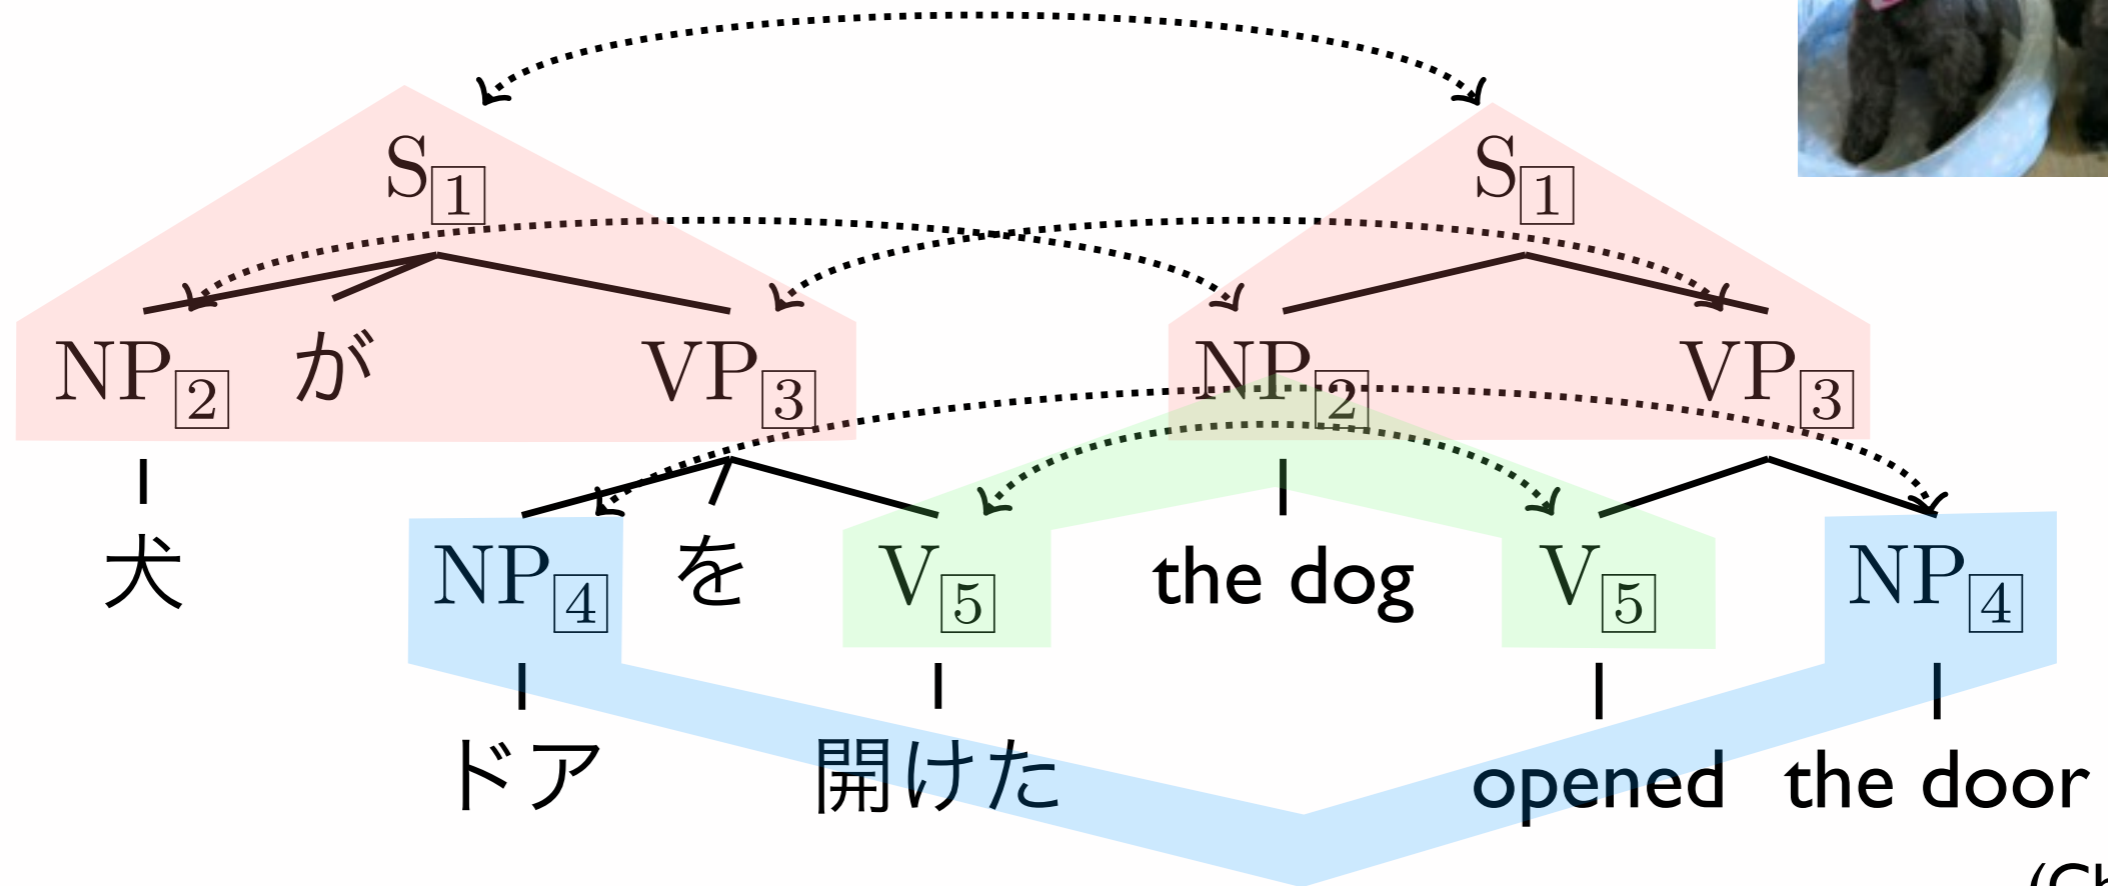 S1 S1
NP2 が VP3 NP2 VP3
犬 NP4 を V5 the dog V5 NP4
ドア 開けた opened the door